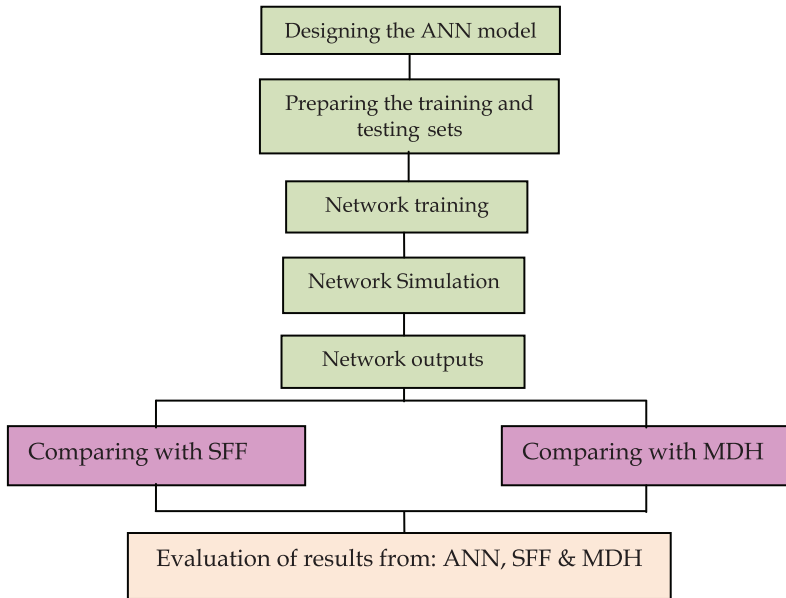 Designing the ANN model
Preparing the training and
testing sets
Network training
Network Simulation
Network outputs
Comparing with SFF
Comparing with MDH
Evaluation of results from: ANN, SFF & MDH